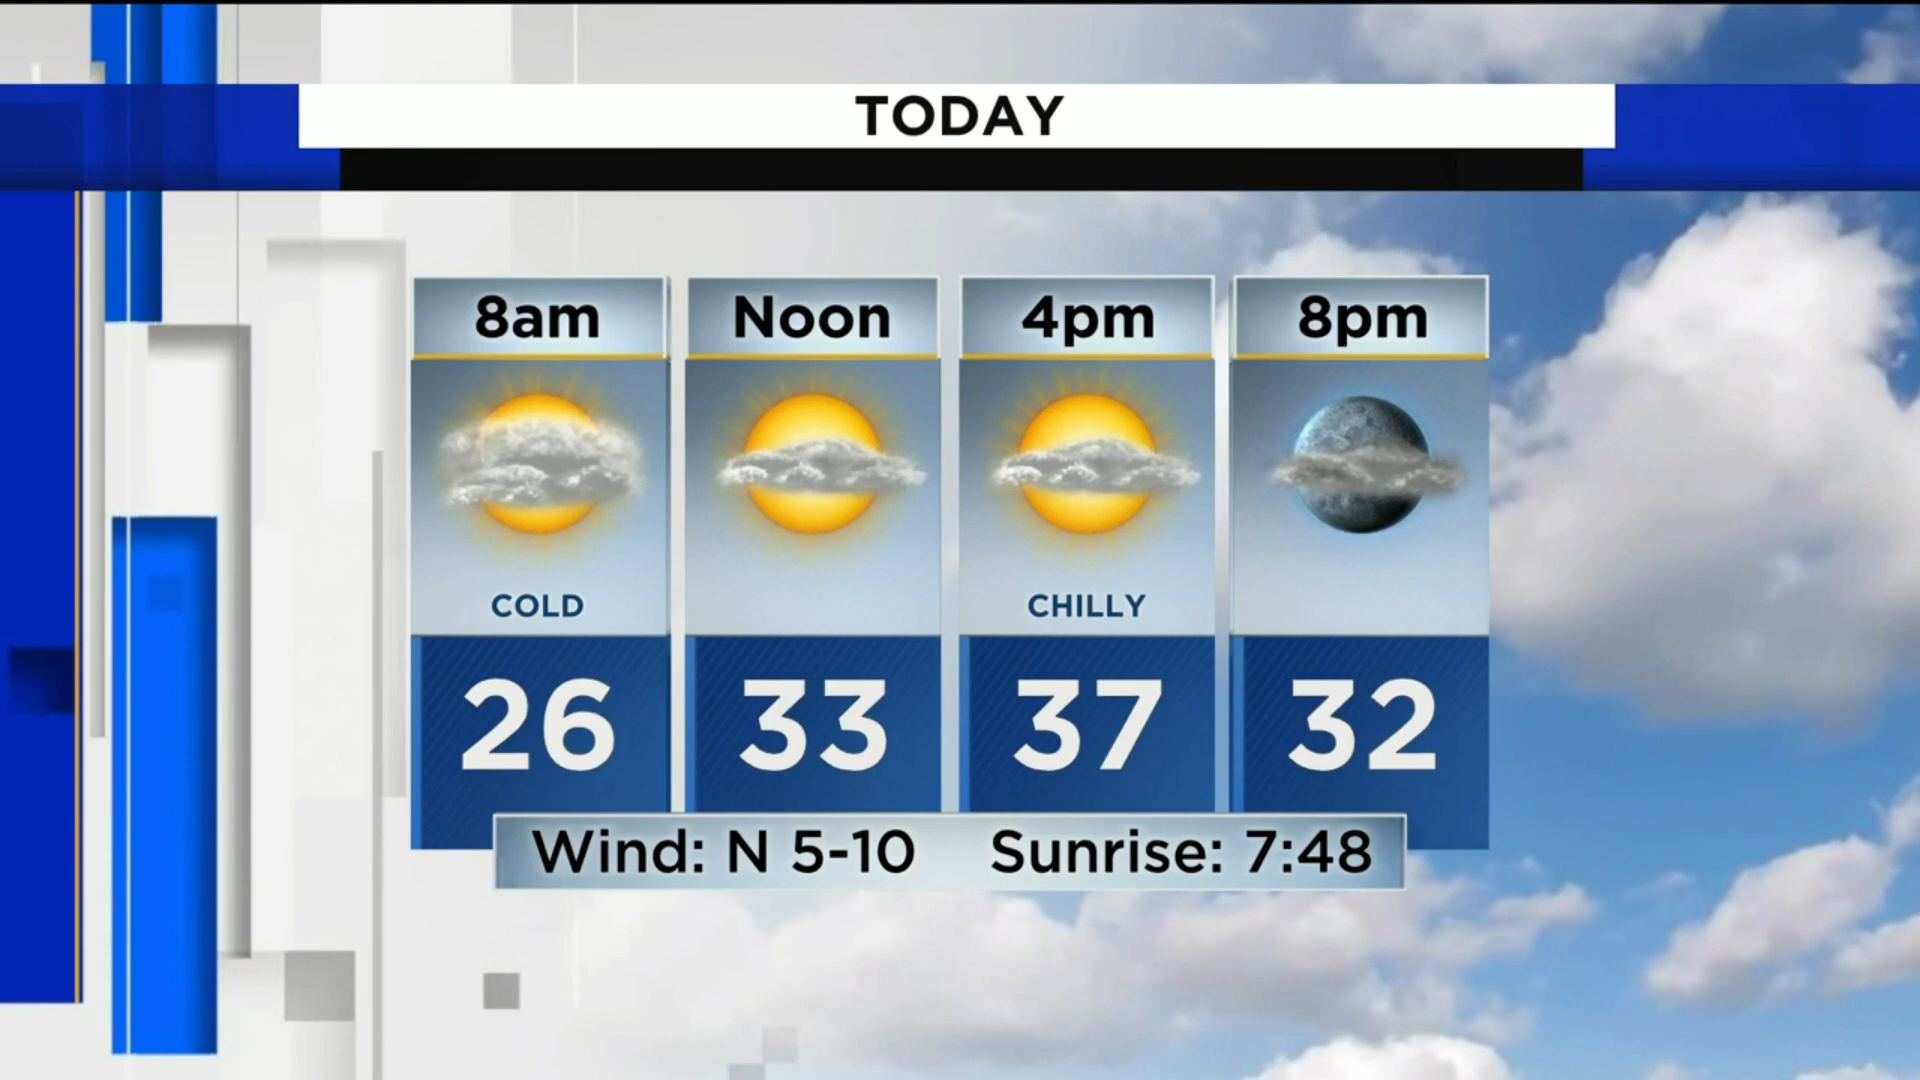 TODAY
8am Noon 4pm 8pm
COLD CHILLY
26 33 37 32
Wind: N 5-10 Sunrise: 7:48